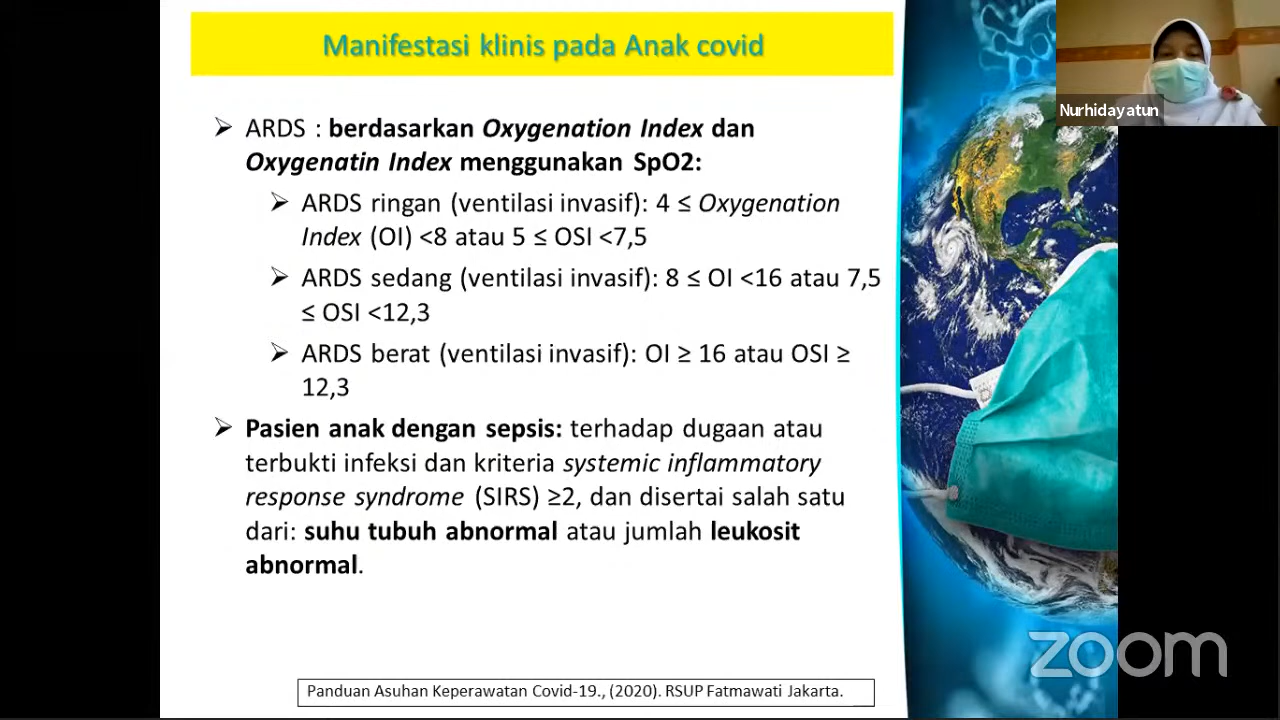 Manifestasi klinis pada Anak covid
Nurhidayatun
➢ ARDS : berdasarkan Oxygenation Index dan
Oxygenatin Index menggunakan SpO2:
➢ ARDS ringan (ventilasi invasif): 4 ≤ Oxygenation
Index (OI) <8 atau 5 ≤ OSI <7,5
➢ ARDS sedang (ventilasi invasif): 8 ≤ OI <16 atau 7,5
≤ OSI <12,3
➢ ARDS berat (ventilasi invasif): OI ≥ 16 atau OSI ≥
12,3
➢ Pasien anak dengan sepsis: terhadap dugaan atau
terbukti infeksi dan kriteria systemic inflammatory
response syndrome (SIRS) ≥2, dan disertai salah satu
dari: suhu tubuh abnormal atau jumlah leukosit
abnormal.
zoom
Panduan Asuhan Keperawatan Covid-19., (2020). RSUP Fatmawati Jakarta.